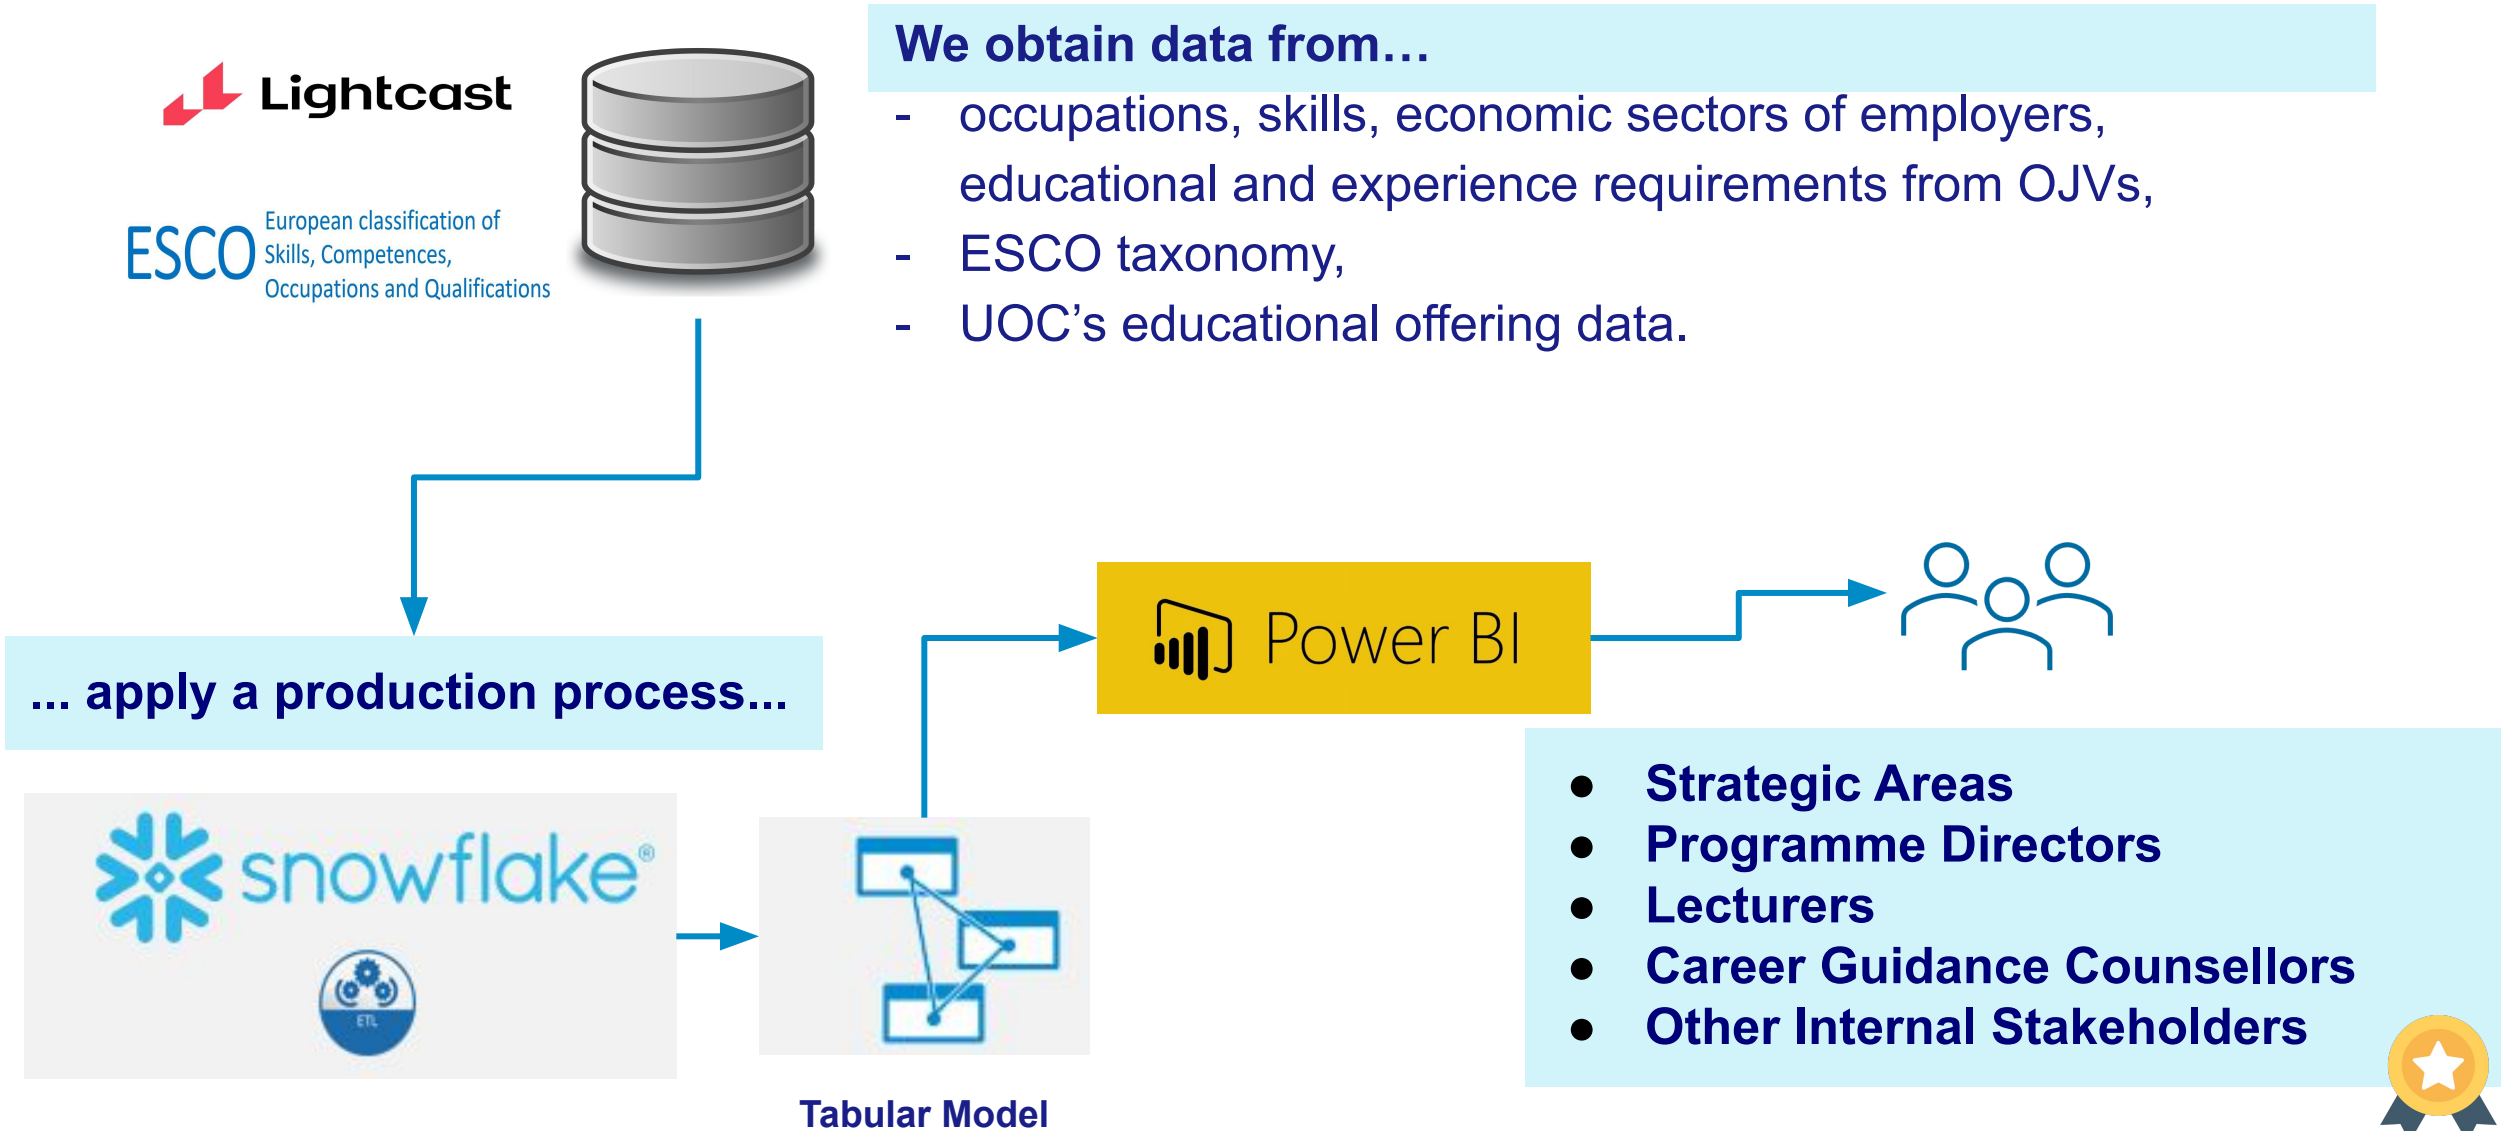 Lightcast
ESCO
European classification of
Skills, Competences,
Occupations and Qualifications
We obtain data from…
- occupations, skills, economic sectors of employers,
educational and experience requirements from OJVs,
- ESCO taxonomy,
- UOC’s educational offering data.
... apply a production process...
snowflake®
ETL
Tabular Model
Power BI
● Strategic Areas
● Programme Directors
● Lecturers
● Career Guidance Counsellors
● Other Internal Stakeholders